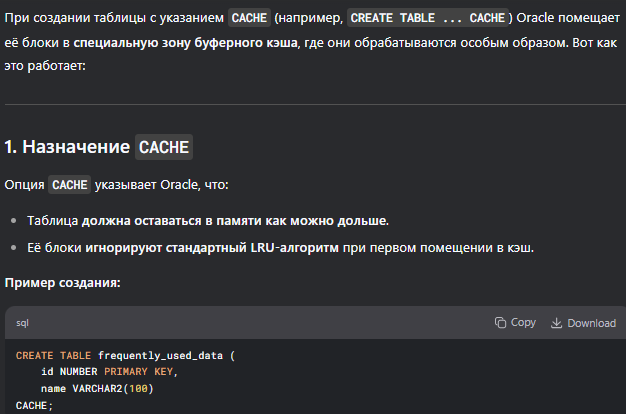 При создании таблицы с указанием CACHE (например, CREATE TABLE ... CACHE) Oracle помещает
её блоки в специальную зону буферного кэша, где они обрабатываются особым образом. Вот как
это работает:
1. Назначение CACHE
Опция CACHE указывает Oracle, что:
• Таблица должна оставаться в памяти как можно дольше.
• Её блоки игнорируют стандартный LRU-алгоритм при первом помещении в кэш.
Пример создания:
sql Copy Download
CREATE TABLE frequently_used_data (
    id NUMBER PRIMARY KEY,
    name VARCHAR2(100)
CACHE;